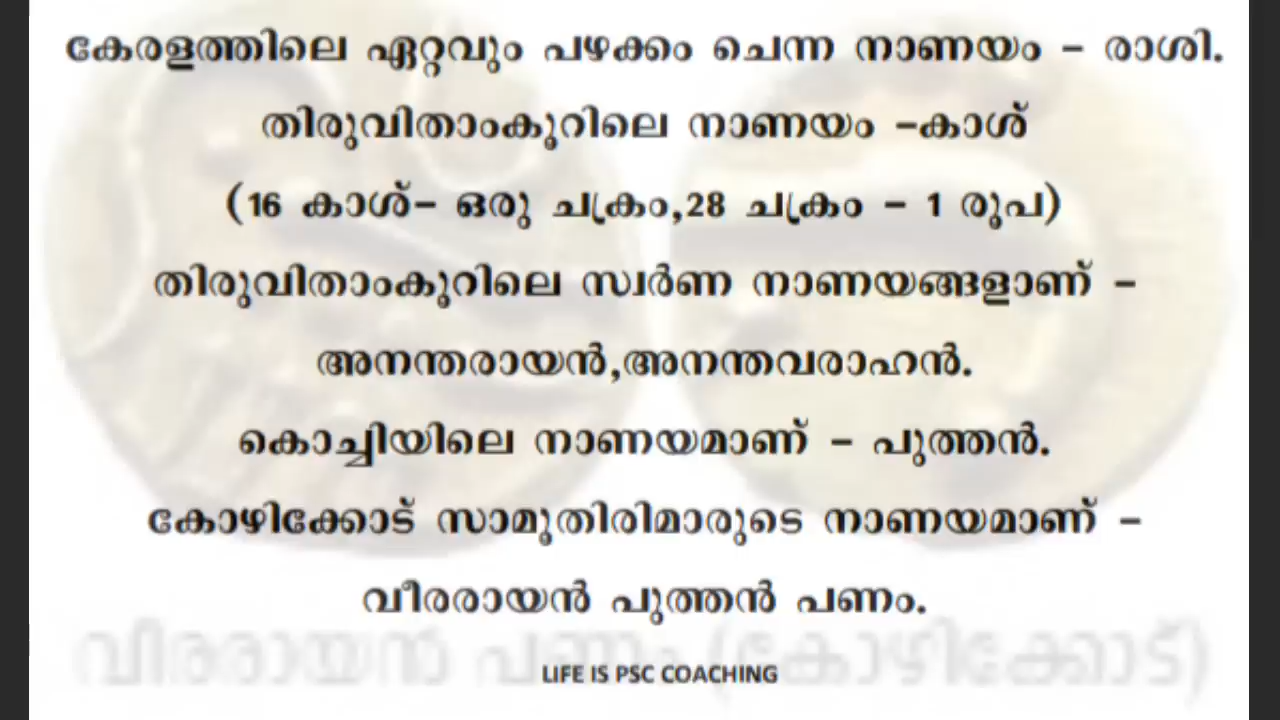 കേരളത്തിലെ ഏറ്റവും പഴക്കം ചെന്ന നാണയം - രാശി.
തിരുവിതാംകൂറിലെ നാണയം -കാശ്
(16 കാശ്- ഒരു ചക്രം,28 ചക്രം - 1 രൂപ)
തിരുവിതാംകൂറിലെ സ്വർണ നാണയങ്ങളാണ് -
അനന്തരായൻ,അനന്തവരാഹൻ.
കൊച്ചിയിലെ നാണയമാണ് - പുത്തൻ.
കോഴിക്കോട് സാമൂതിരിമാരുടെ നാണയമാണ് -
വീരരായൻ പുത്തൻ പണം.
വീരരായൻ പണം (കോഴിക്കോട്)
LIFE IS PSC COACHING